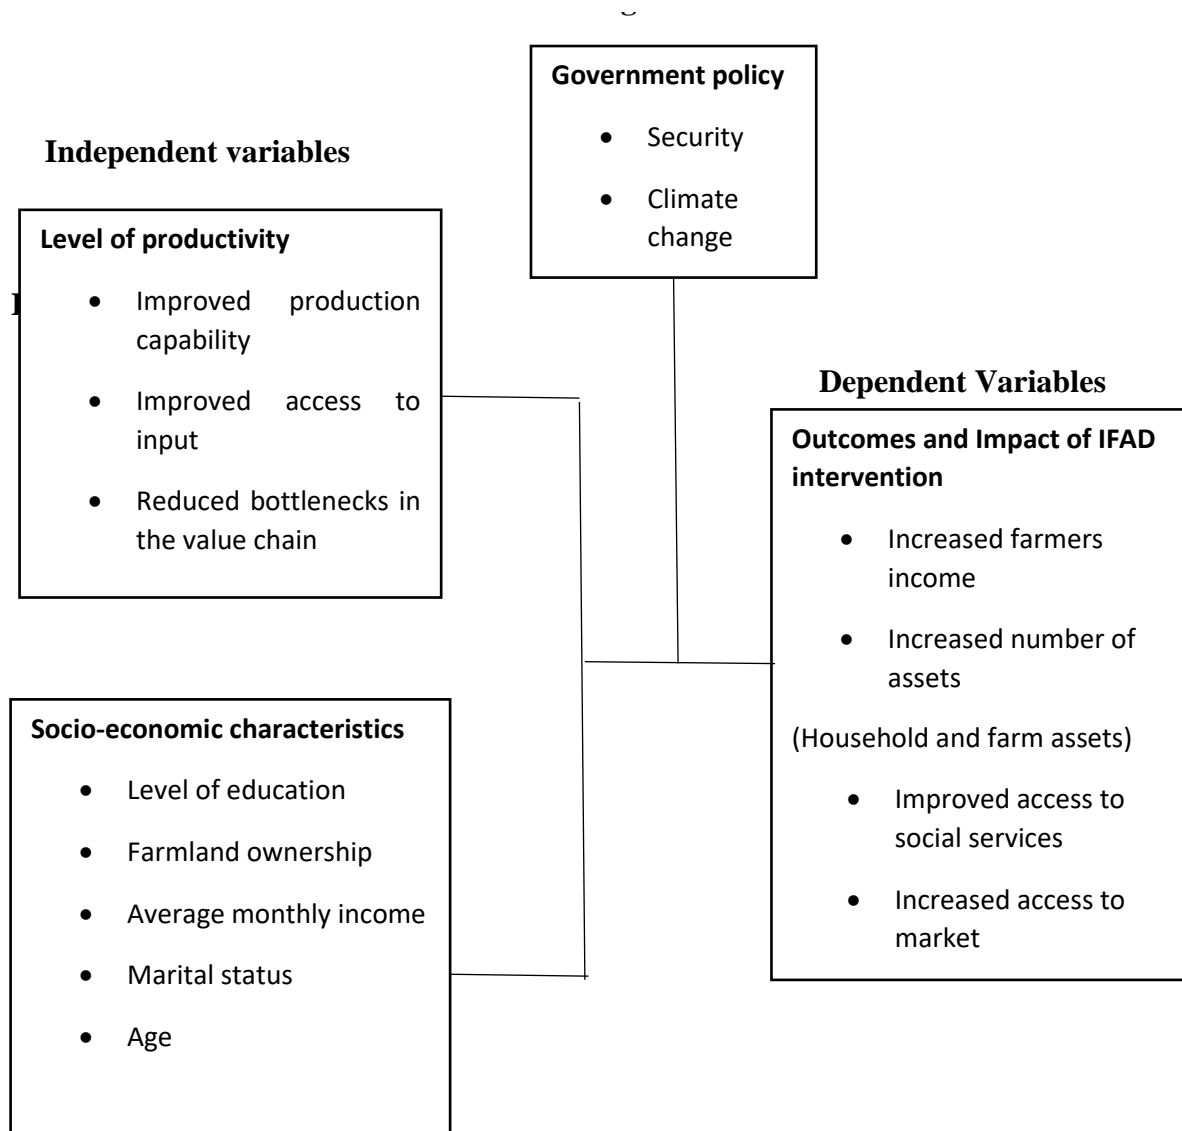 Government policy
• Security
• Climate
change
Independent variables
Level of productivity
• Improved production
capability
• Improved access to
input
• Reduced bottlenecks in
the value chain
Dependent Variables
Outcomes and Impact of IFAD
intervention
• Increased farmers
income
• Increased number of
assets
(Household and farm assets)
• Improved access to
social services
• Increased access to
market
Socio-economic characteristics
• Level of education
• Farmland ownership
• Average monthly income
• Marital status
• Age